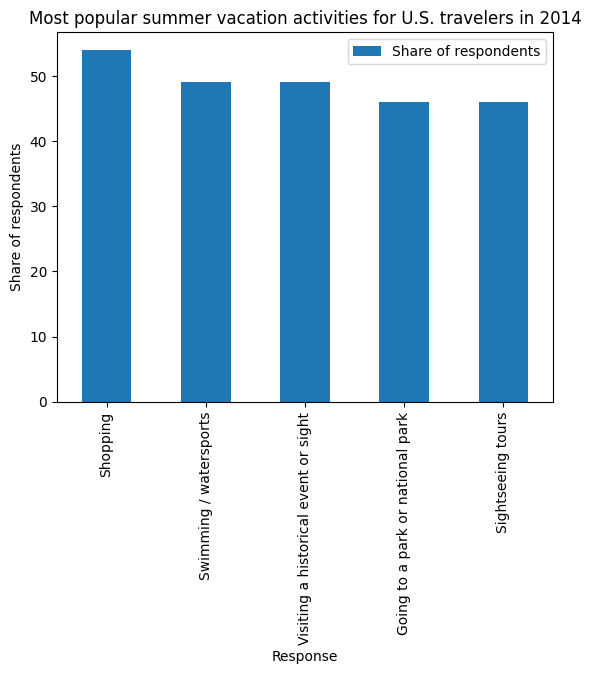 Most popular summer vacation activities for U.S. travelers in 2014
Share of respondents
Share of respondents
50
40
30
20
10
0
Shopping
Swimming / watersports
Visiting a historical event or sight
Going to a park or national park
Sightseeing tours
Response